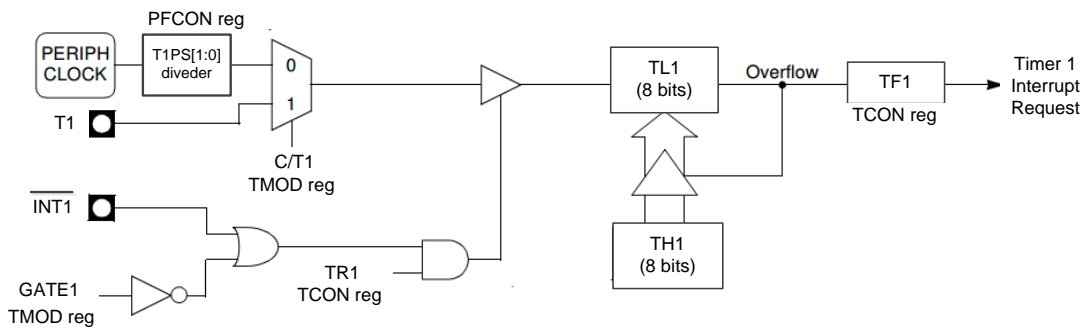 PFCON reg
PERIPH
CLOCK
T1PS[1:0]
diveder
0
1
T1
C/T1
TMOD reg
INT1
GATE1
TMOD reg
TR1
TCON reg
TL1
(8 bits)
Overflow
TF1
TCON reg
Timer 1
Interrupt
Request
TH1
(8 bits)